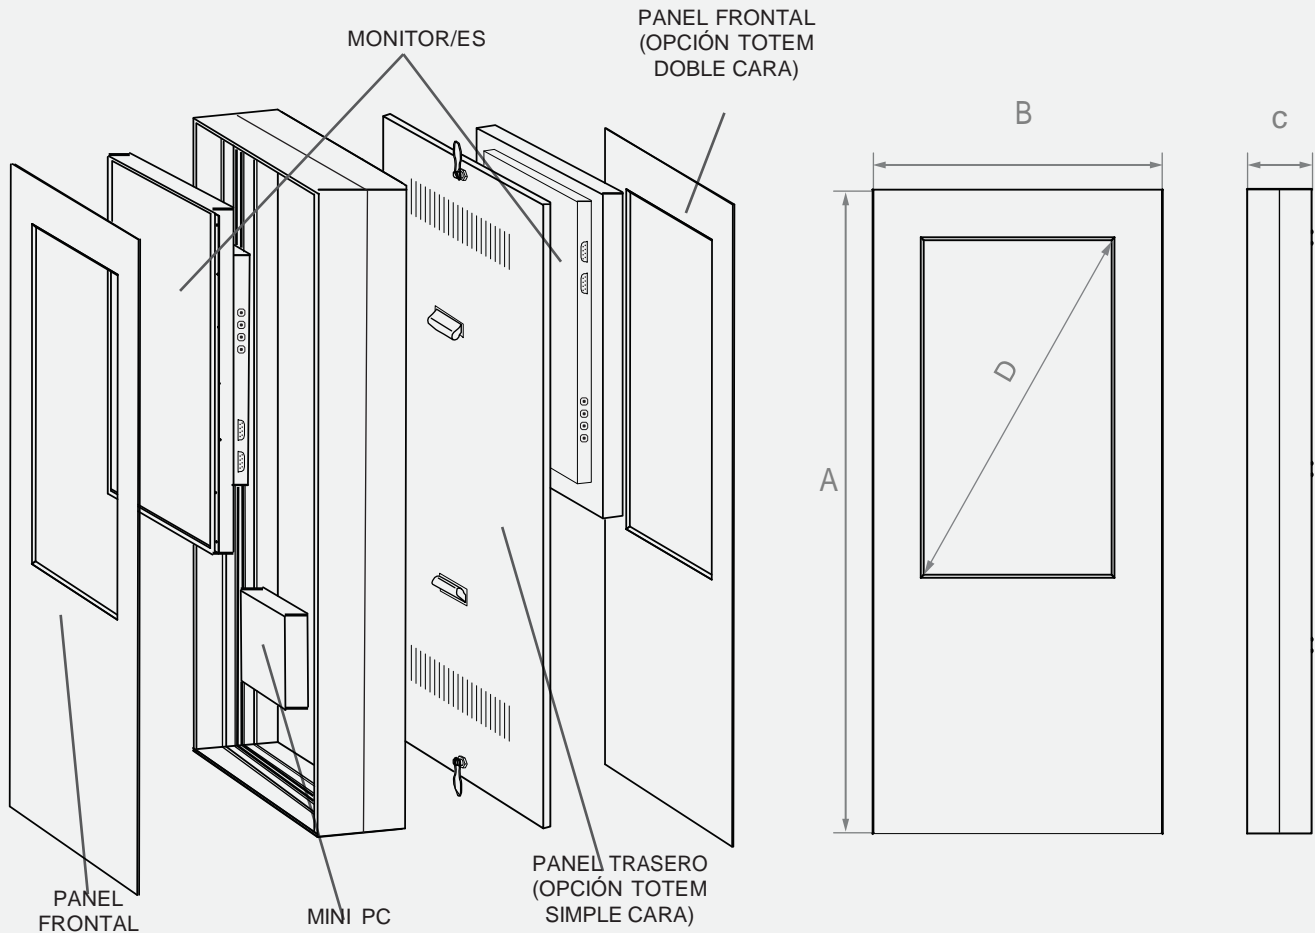 MONITOR/ES
PANEL FRONTAL
(OPCIÓN TOTEM
DOBLE CARA)
B
c
A
D
PANEL
FRONTAL
MINI PC
PANEL TRASERO
(OPCIÓN TOTEM
SIMPLE CARA)